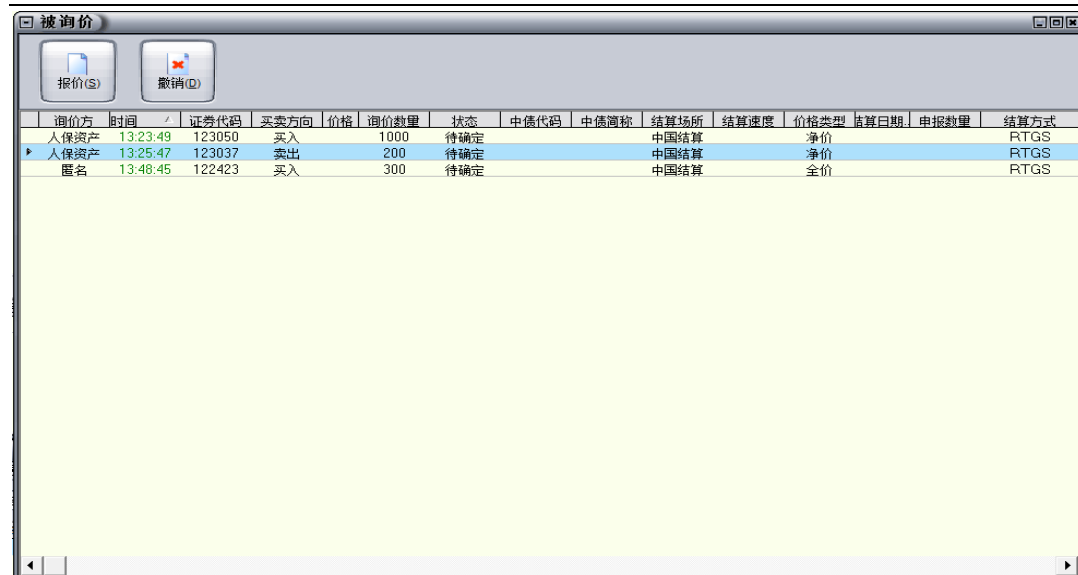 被询价
报价(S) 撤销(D)
询价方 时间 证券代码 买卖方向 价格 询价数量 状态 中债代码 中债简称 结算场所 结算速度 价格类型 结算日期. 申报数量 结算方式
人保资产 13:23:49 123050 买入 1000 待确定 中国结算 净价 RTGS
人保资产 13:25:47 123037 卖出 200 待确定 中国结算 净价 RTGS
匿名 13:48:45 122423 买入 300 待确定 中国结算 全价 RTGS